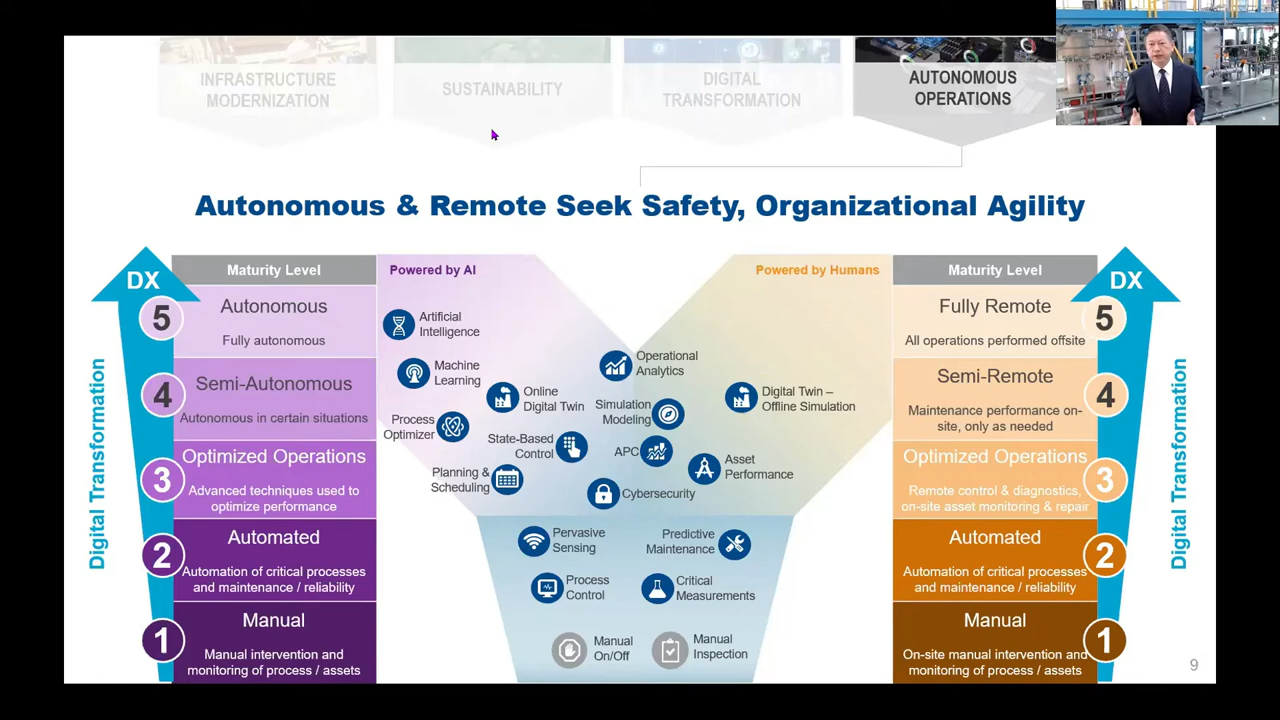 INFRASTRUCTURE
MODERNIZATION
SUSTAINABILITY
DIGITAL
TRANSFORMATION
AUTONOMOUS
OPERATIONS
Autonomous & Remote Seek Safety, Organizational Agility
DX
Digital Transformation
Maturity Level
5
Autonomous
Fully autonomous
4
Semi-Autonomous
Autonomous in certain situations
3
Optimized Operations
Advanced techniques used to
optimize performance
2
Automated
Automation of critical processes
and maintenance / reliability
1
Manual
Manual intervention and
monitoring of process / assets
Powered by AI
Powered by Humans
Artificial
Intelligence
Machine
Learning
Online
Digital Twin
Process
Optimizer
State-Based
Control
Planning &
Scheduling
Operational
Analytics
Simulation
Modeling
APC
Cybersecurity
Digital Twin –
Offline Simulation
Asset
Performance
Pervasive
Sensing
Predictive
Maintenance
Process
Control
Critical
Measurements
Manual
On/Off
Manual
Inspection
Maturity Level
DX
Digital Transformation
Fully Remote
5
All operations performed offsite
Semi-Remote
4
Maintenance performance on-
site, only as needed
Optimized Operations
3
Remote control & diagnostics,
on-site asset monitoring & repair
Automated
2
Automation of critical processes
and maintenance / reliability
Manual
1
On-site manual intervention and
monitoring of process / assets
9